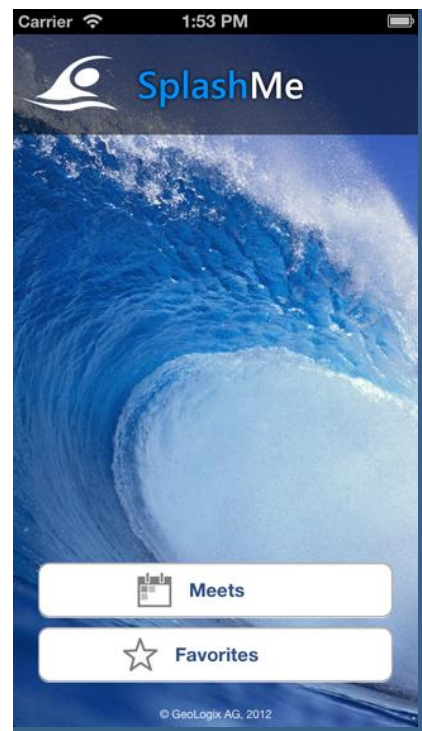 Carrier 1:53 PM
SplashMe
Meets
Favorites
© GeoLogix AG, 2012